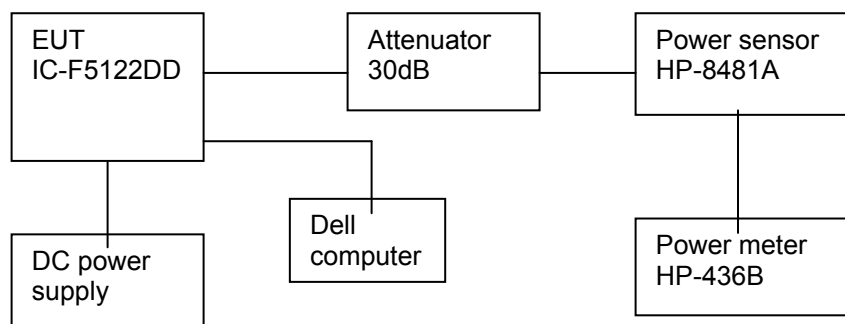 EUT
IC-F5122DD
Attenuator
30dB
Power sensor
HP-8481A
DC power
supply
Dell
computer
Power meter
HP-436B